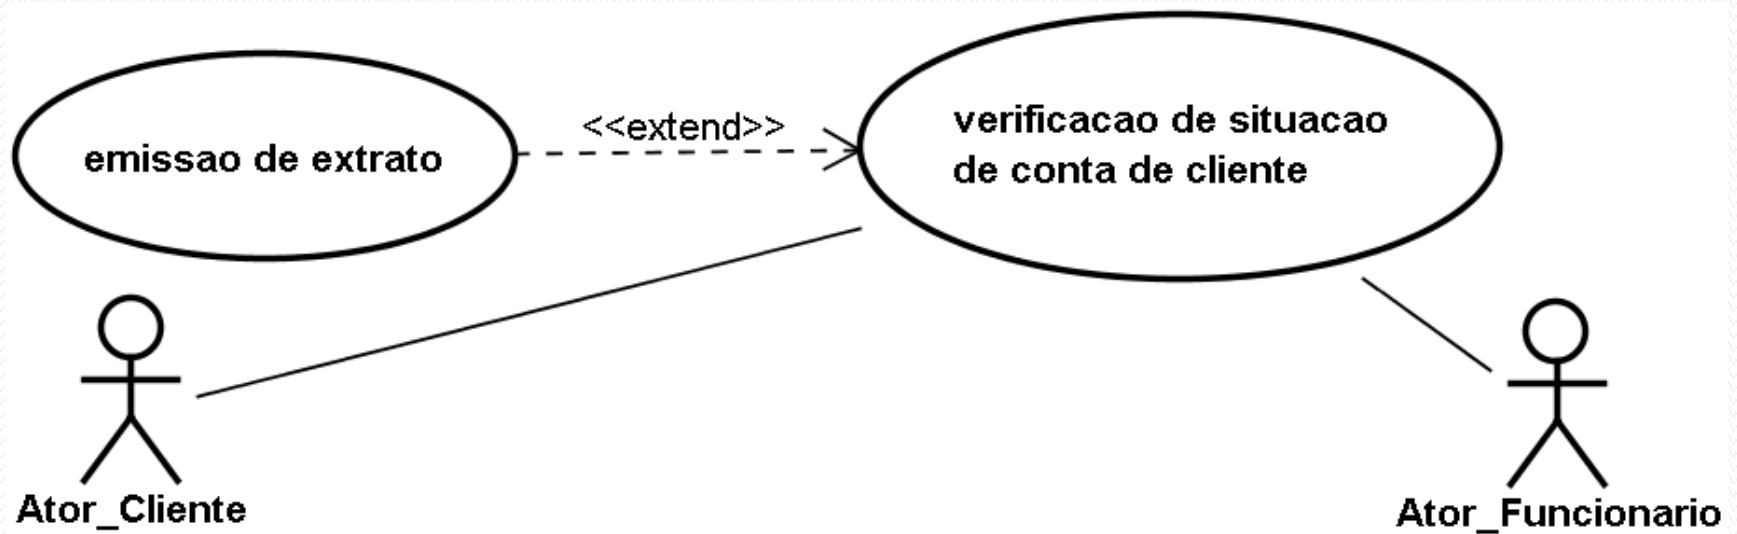 emissao de extrato
<<extend>>
verificacao de situacao
de conta de cliente
Ator_Cliente
Ator_Funcionario